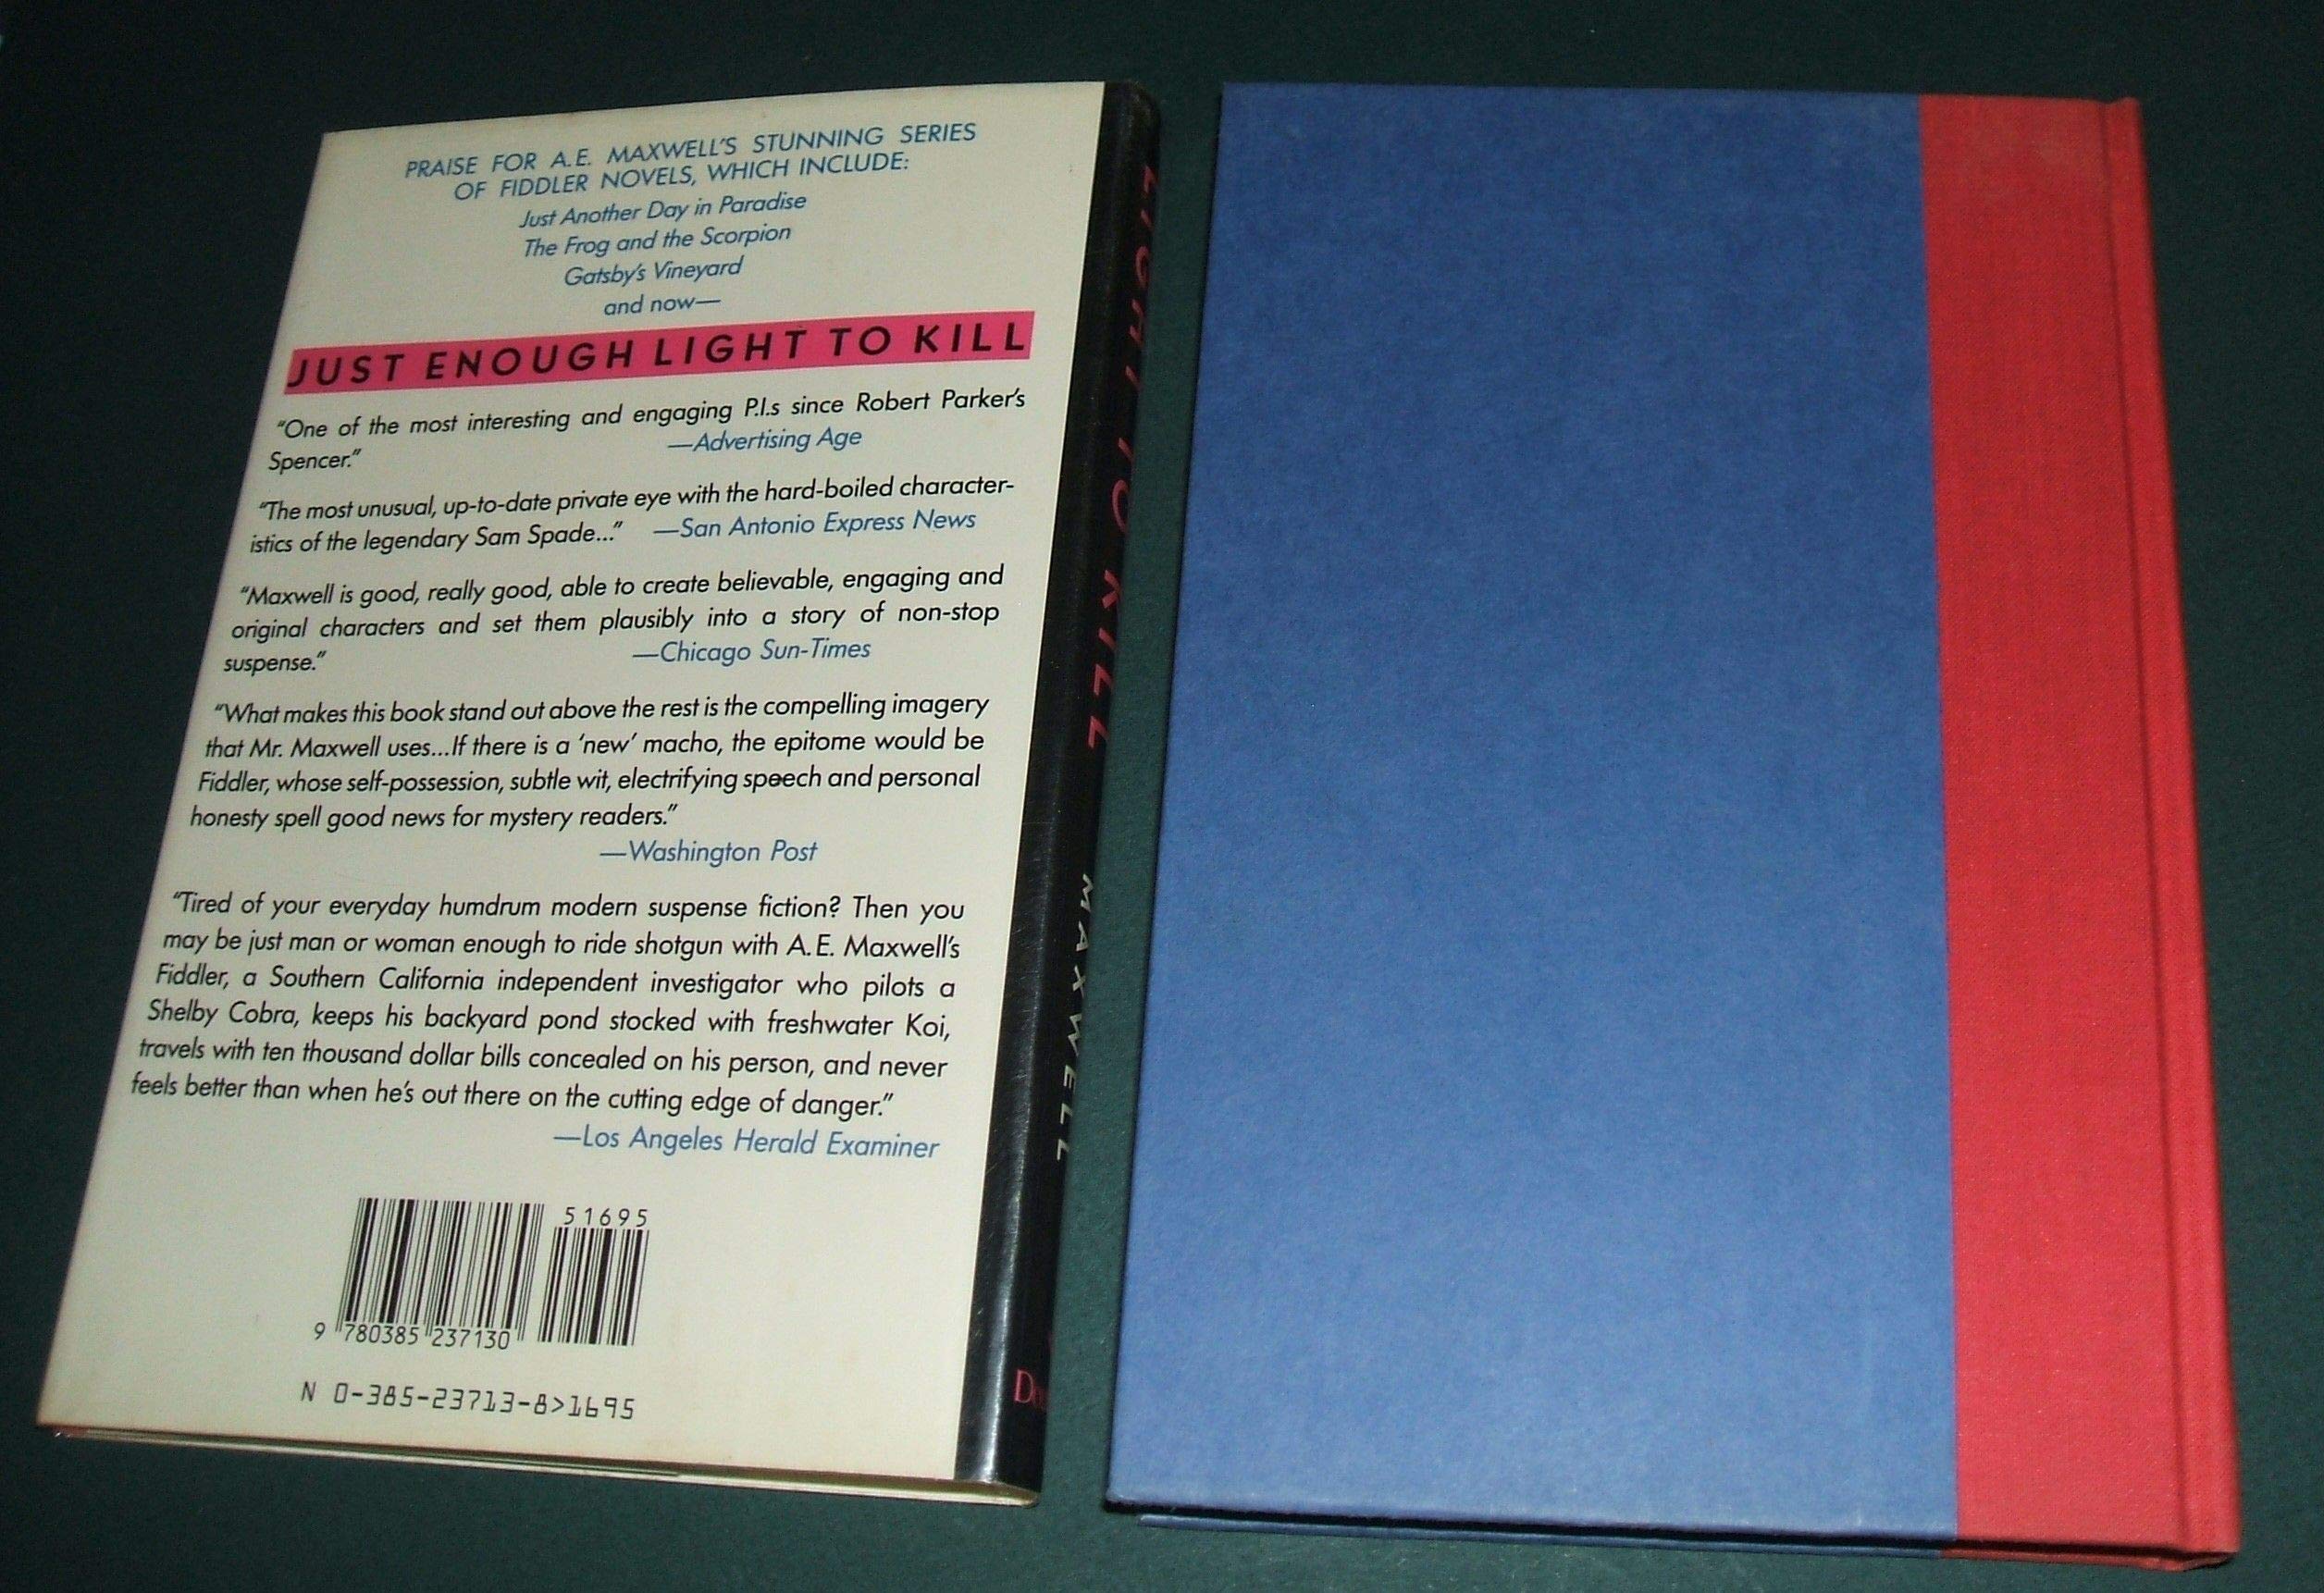 PRAISE FOR A.E. MAXWELL'S STUNNING SERIES
OF FIDDLER NOVELS, WHICH INCLUDE:
Just Another Day in Paradise
The Frog and the Scorpion
Gatsby's Vineyard
and now—
JUST ENOUGH LIGHT TO KILL
"One of the most interesting and engaging P.I.s since Robert Parker's
Spencer." —Advertising Age
"The most unusual, up-to-date private eye with the hard-boiled character-
istics of the legendary Sam Spade..." —San Antonio Express News
"Maxwell is good, really good, able to create believable, engaging and
original characters and set them plausibly into a story of non-stop
suspense." —Chicago Sun-Times
"What makes this book stand out above the rest is the compelling imagery
that Mr. Maxwell uses...If there is a 'new' macho, the epitome would be
Fiddler, whose self-possession, subtle wit, electrifying speech and personal
honesty spell good news for mystery readers."
—Washington Post
"Tired of your everyday humdrum modern suspense fiction? Then you
may be just man or woman enough to ride shotgun with A.E. Maxwell's
Fiddler, a Southern California independent investigator who pilots a
Shelby Cobra, keeps his backyard pond stocked with freshwater Koi,
travels with ten thousand dollar bills concealed on his person, and never
feels better than when he's out there on the cutting edge of danger."
—Los Angeles Herald Examiner
51695
9 780385 237130
N 0-385-23713-8>1695
LIGHT TO KILL MAXWELL